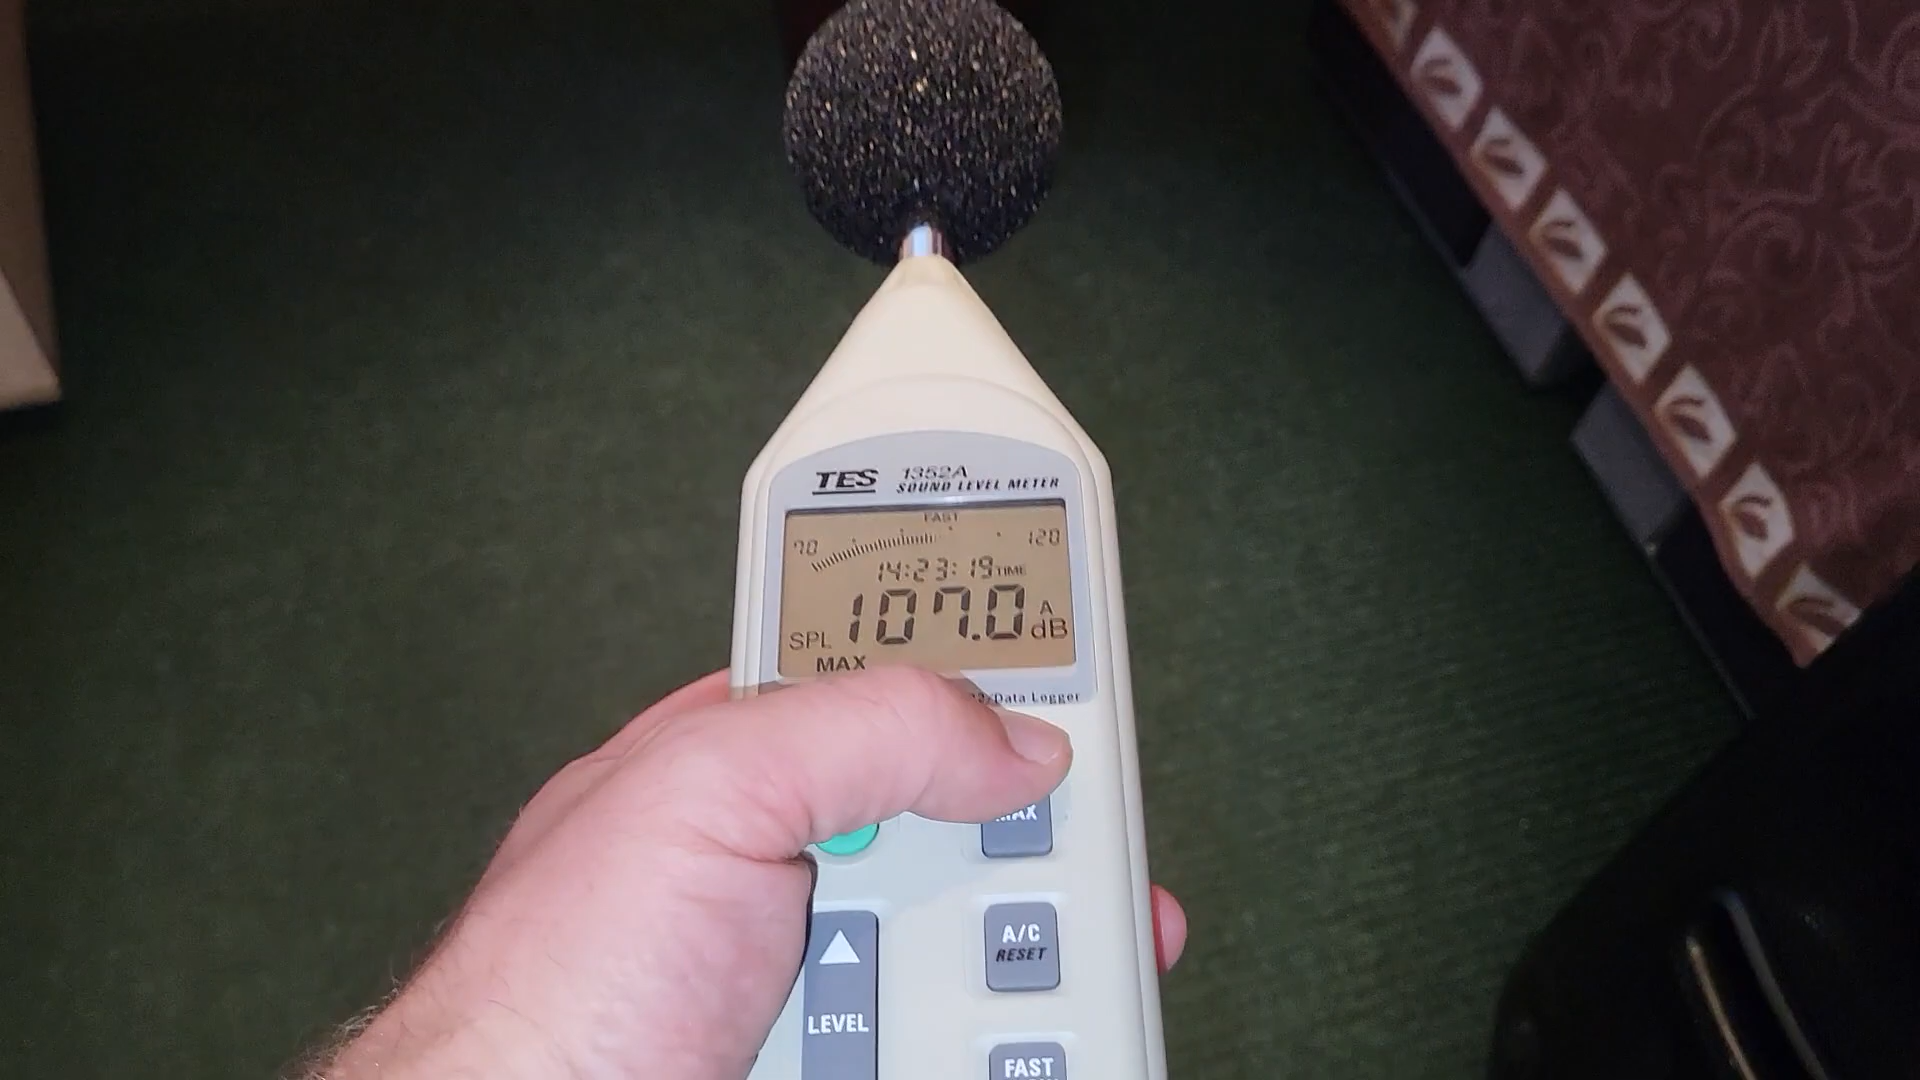 TES 1352A
SOUND LEVEL METER
FAST
70 120
14:23:19 TIME
SPL 107.0 A dB
MAX
/Data Logger
MAX
A/C
RESET
LEVEL
FAST